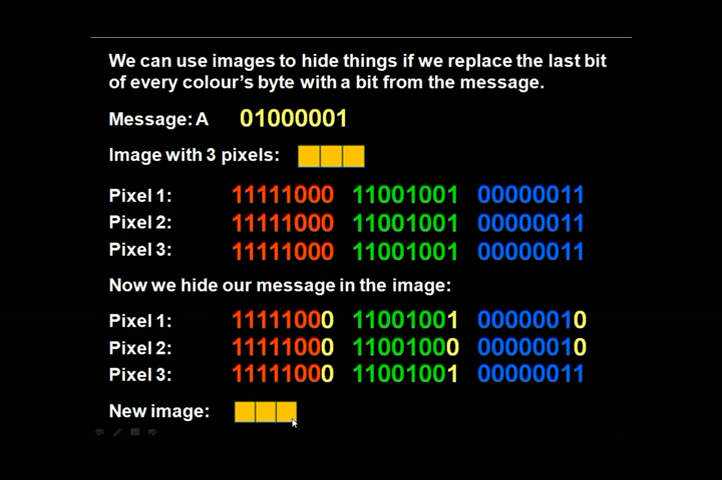 We can use images to hide things if we replace the last bit
of every colour's byte with a bit from the message.
Message: A 01000001
Image with 3 pixels:
Pixel 1: 11111000 11001001 00000011
Pixel 2: 11111000 11001001 00000011
Pixel 3: 11111000 11001001 00000011
Now we hide our message in the image:
Pixel 1: 11111000 11001001 00000010
Pixel 2: 11111000 11001000 00000010
Pixel 3: 11111000 11001001 00000011
New image: